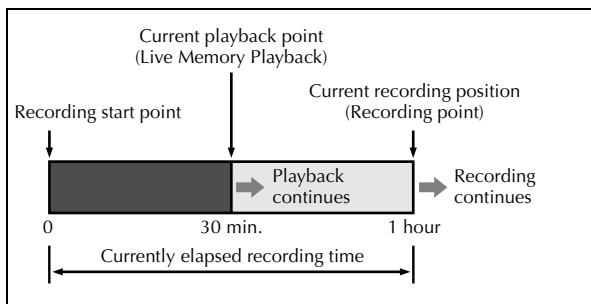 Current playback point
(Live Memory Playback)
Current recording position
(Recording point)
Recording start point
Playback
continues
Recording
continues
0
30 min.
1 hour
Currently elapsed recording time